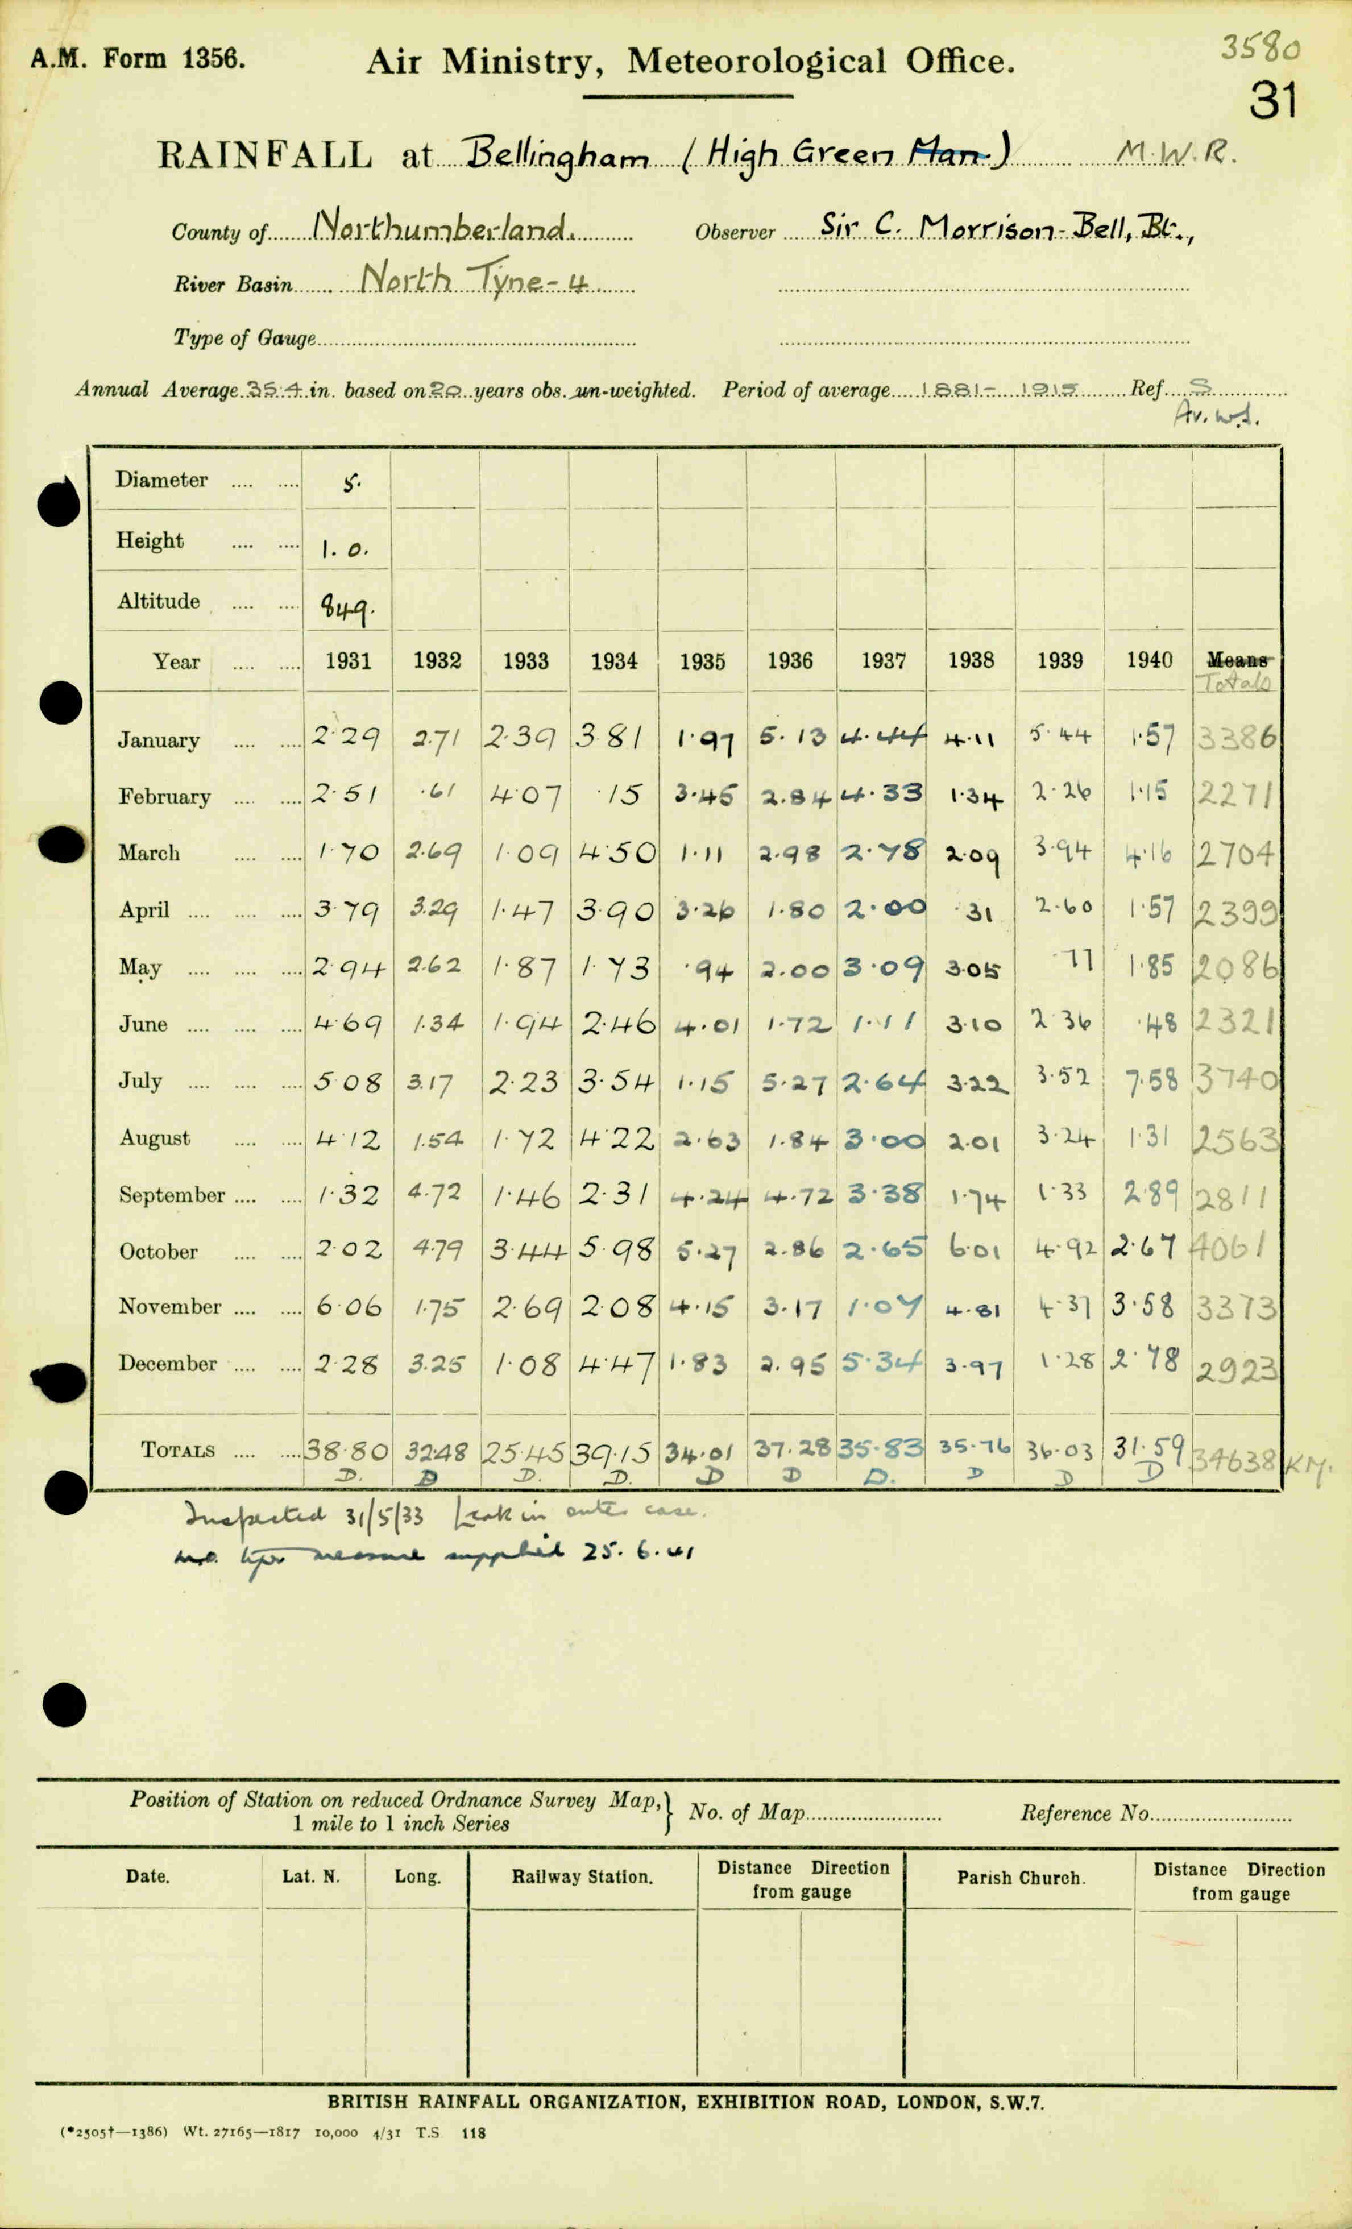 A.M. Form 1356.
Air Ministry, Meteorological Office.
3580
31
RAINFALL at Bellingham (High Green Man.) M.W.R.
County of Northumberland. Observer Sir C. Morrison-Bell, Bt.,
River Basin North Tyne-4
Type of Gauge
Annual Average 35.4 in. based on 20 years obs. un-weighted. Period of average 1881- 1915 Ref. S
Av. wd.
Diameter 5.
Height 1.0.
Altitude 849.
Year 1931 1932 1933 1934 1935 1936 1937 1938 1939 1940 Means
Totals
January 2.29 2.71 2.39 3.81 1.97 5.13 4.44 4.11 5.44 1.57 3386
February 2.51 .61 4.07 .15 3.45 2.84 4.33 1.34 2.26 1.15 2271
March 1.70 2.69 1.09 4.50 1.11 2.98 2.78 2.09 3.94 4.16 2704
April 3.79 3.29 1.47 3.90 3.26 1.80 2.00 .31 2.60 1.57 2399
May 2.94 2.62 1.87 1.73 .94 2.00 3.09 3.05 .77 1.85 2086
June 4.69 1.34 1.94 2.46 4.01 1.72 1.11 3.10 2.36 .48 2321
July 5.08 3.17 2.23 3.54 1.15 5.27 2.64 3.22 3.52 7.58 3740
August 4.12 1.54 1.72 4.22 2.63 1.84 3.00 2.01 3.24 1.31 2563
September 1.32 4.72 1.46 2.31 4.24 4.72 3.38 1.74 1.33 2.89 2811
October 2.02 4.79 3.44 5.98 5.27 2.86 2.65 6.01 4.92 2.67 4061
November 6.06 1.75 2.69 2.08 4.15 3.17 1.07 4.81 4.37 3.58 3373
December 2.28 3.25 1.08 4.47 1.83 2.95 5.34 3.97 1.28 2.78 2923
TOTALS 38.80 32.48 25.45 39.15 34.01 37.28 35.83 35.76 36.03 31.59 34638 KM.
D. D D. D. D D D. D D D
Inspected 31/5/33 Leak in outer case.
M.O. type measure supplied 25.6.41
Position of Station on reduced Ordnance Survey Map,} No. of Map Reference No.
1 mile to 1 inch Series
Date. Lat. N. Long. Railway Station. Distance Direction from gauge Parish Church. Distance Direction from gauge
BRITISH RAINFALL ORGANIZATION, EXHIBITION ROAD, LONDON, S.W.7.
(*2505†—1386) Wt. 27165—1817 10,000 4/31 T.S 118